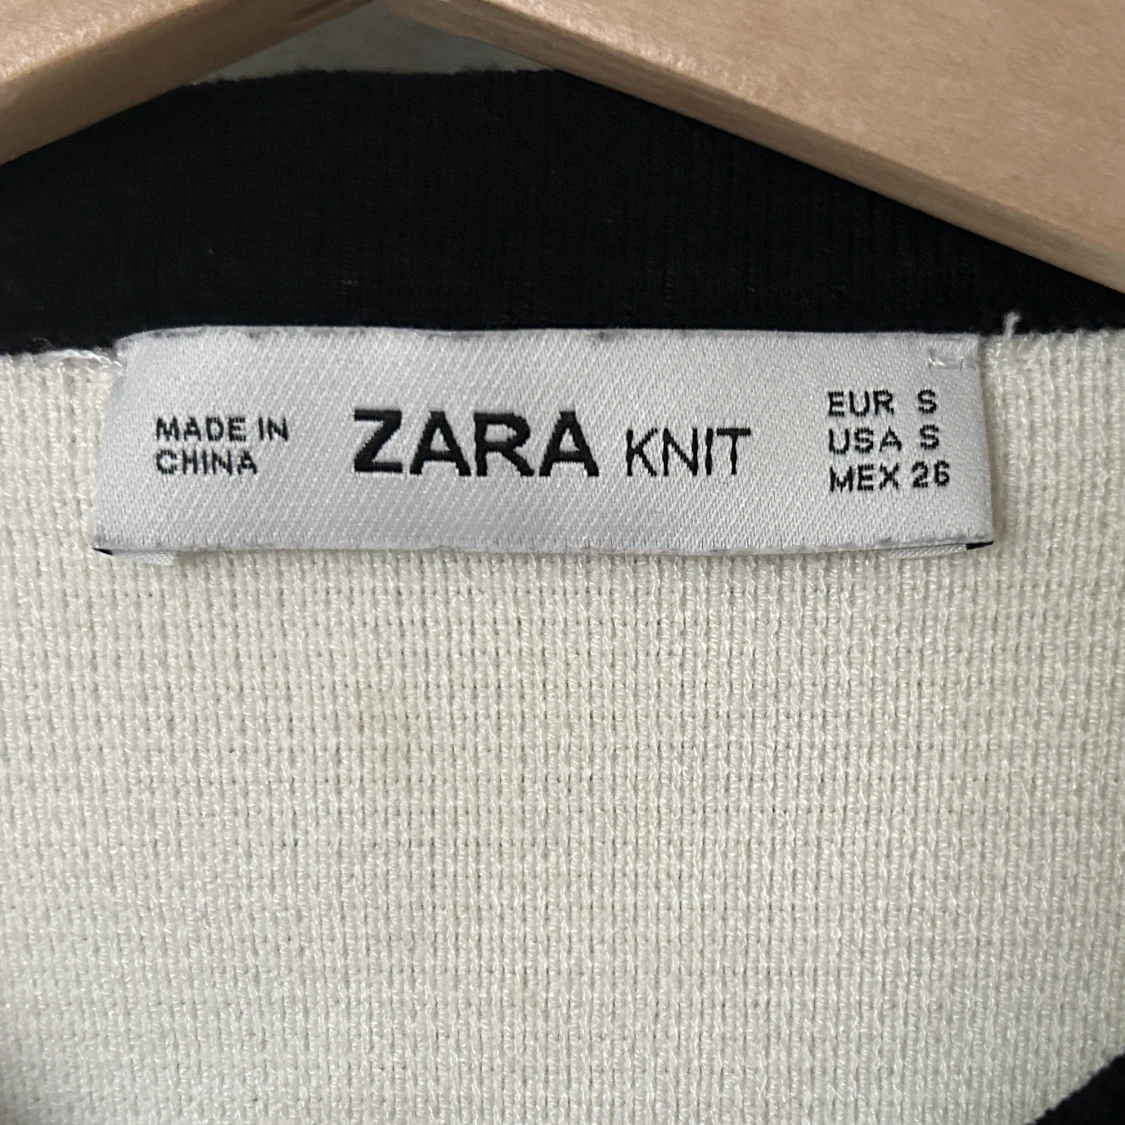 MADE IN
CHINA
ZARA KNIT
EUR S
USA S
MEX 26